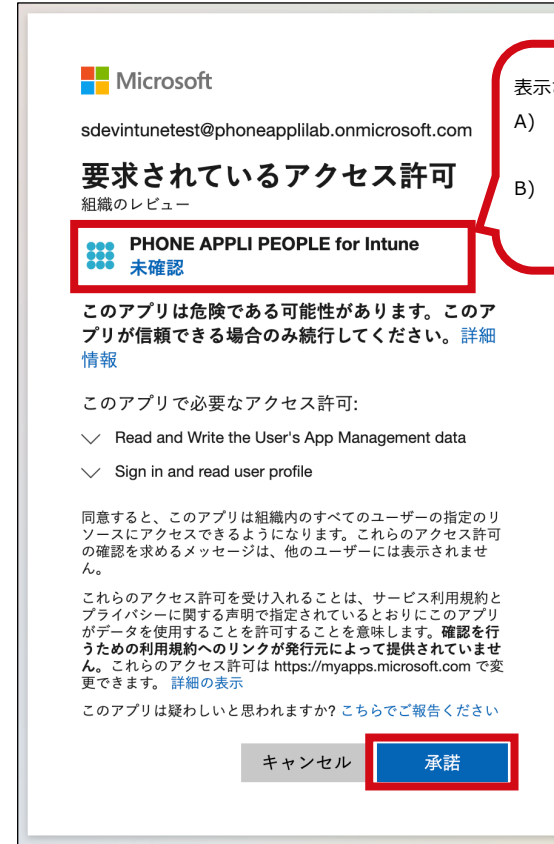 Microsoft
sdevintunetest@phoneapplilab.onmicrosoft.com
要求されているアクセス許可
組織のレビュー
PHONE APPLI PEOPLE for Intune
未確認
このアプリは危険である可能性があります。このア
プリが信頼できる場合のみ続行してください。詳細
情報
このアプリで必要なアクセス許可:
Read and Write the User's App Management data
Sign in and read user profile
同意すると、このアプリは組織内のすべてのユーザーの指定のリ
ソースにアクセスできるようになります。これらのアクセス許可
の確認を求めるメッセージは、他のユーザーには表示されませ
ん。
これらのアクセス許可を受け入れることは、サービス利用規約と
プライバシーに関する声明で指定されているとおりにこのアプリ
がデータを使用することを許可することを意味します。確認を行
うための利用規約へのリンクが発行元によって提供されていませ
ん。これらのアクセス許可は https://myapps.microsoft.com で変
更できます。 詳細の表示
このアプリは疑わしいと思われますか? こちらでご報告ください
キャンセル
承諾
表示
A)
B)